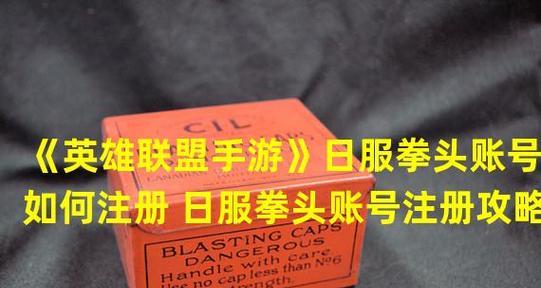 CIL
《英雄联盟手游》日服拳头账号
如何注册 日服拳头账号注册攻略
BLASTING CAPS
DANGEROUS
Handle with care
Use no cap less than No6
strength.